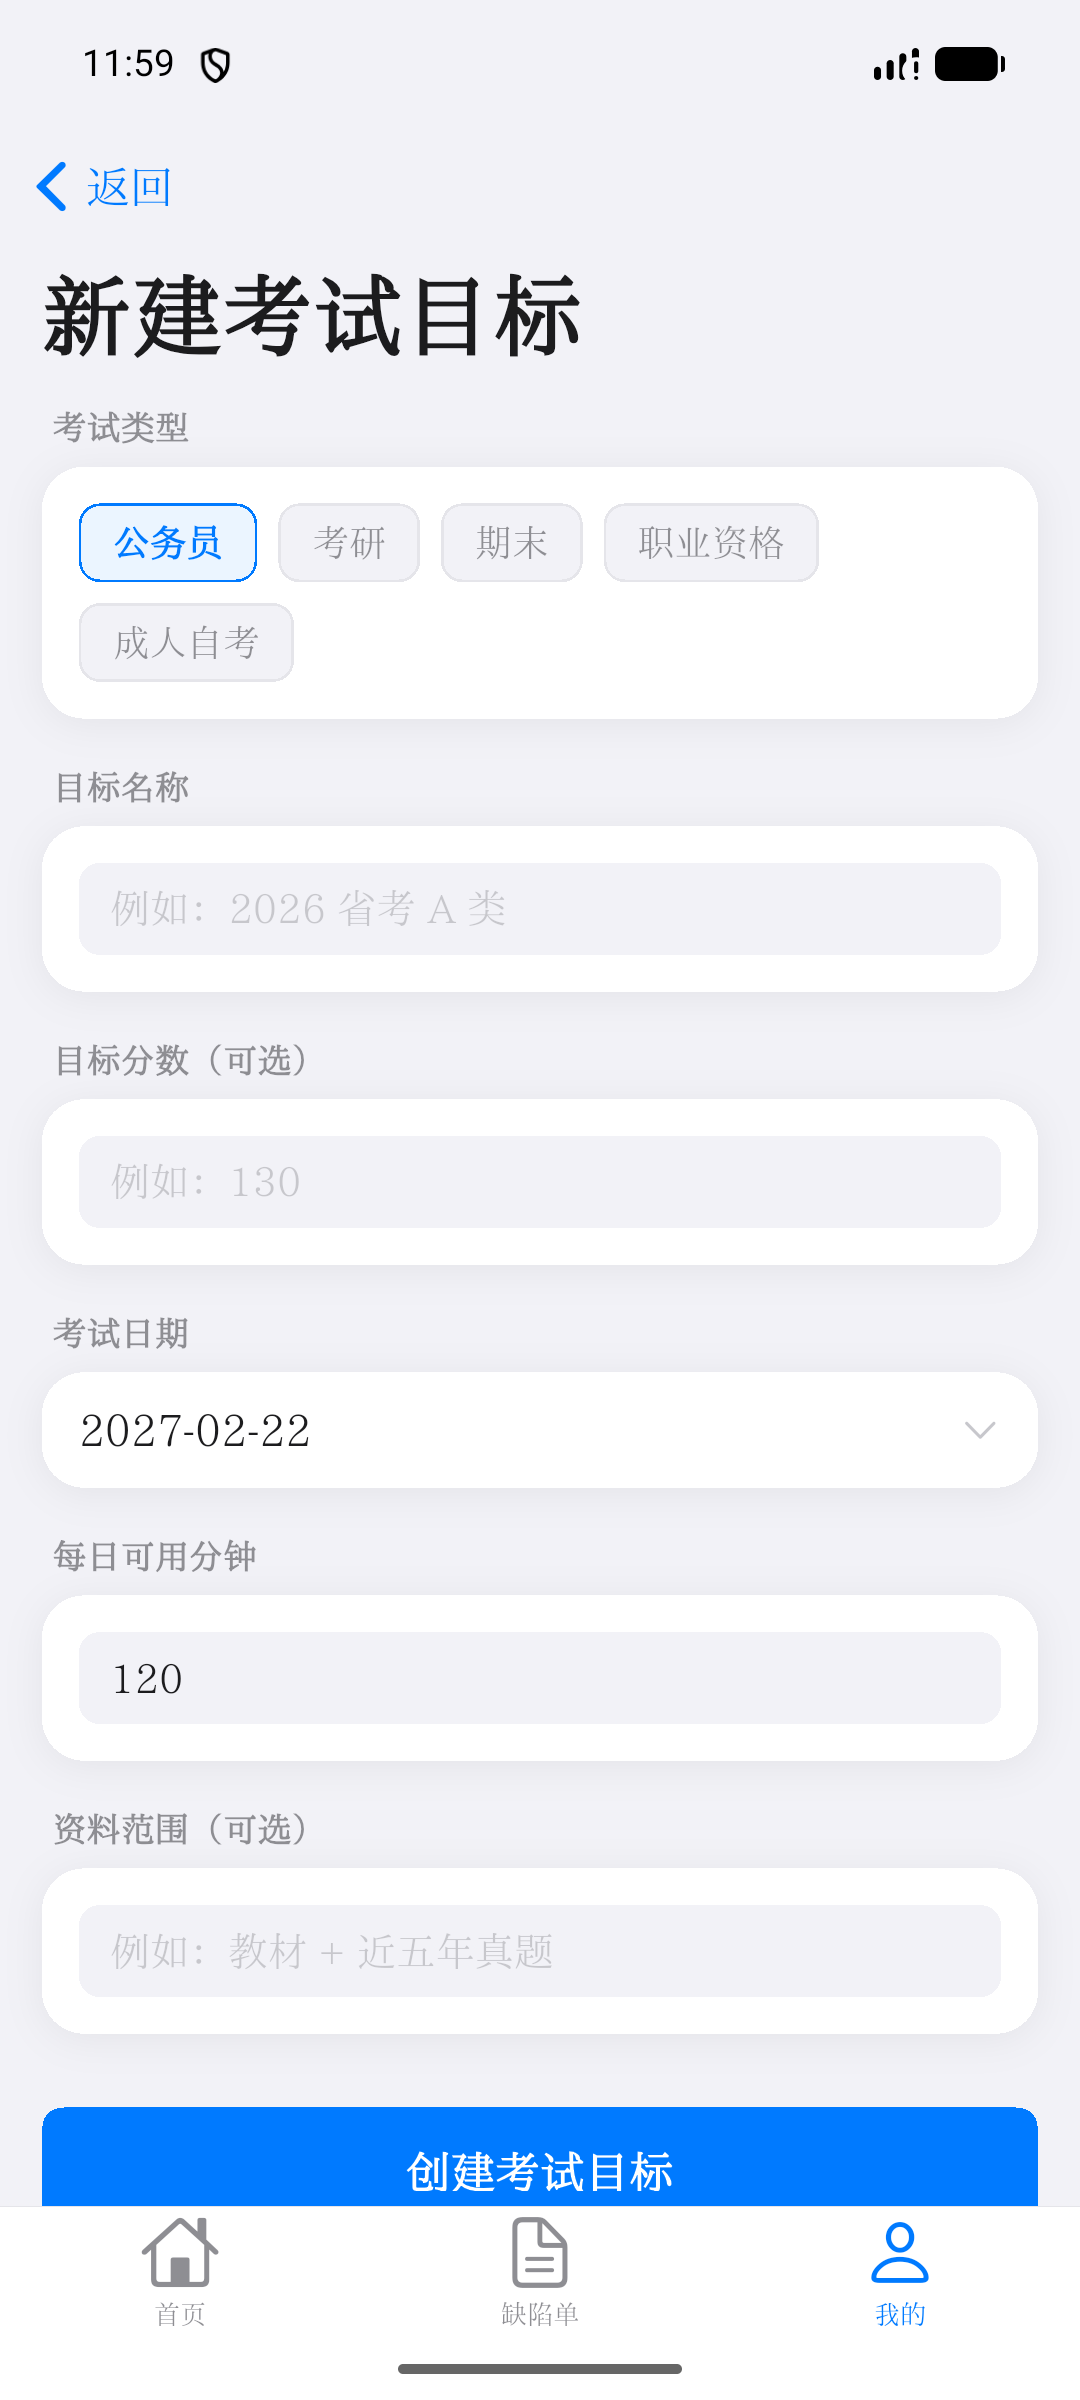 11:59
返回
新建考试目标
考试类型
公务员
考研
期末
职业资格
成人自考
目标名称
例如：2026 省考 A 类
目标分数（可选）
例如：130
考试日期
2027-02-22
每日可用分钟
120
资料范围（可选）
例如：教材 + 近五年真题
创建考试目标
首页
缺陷单
我的